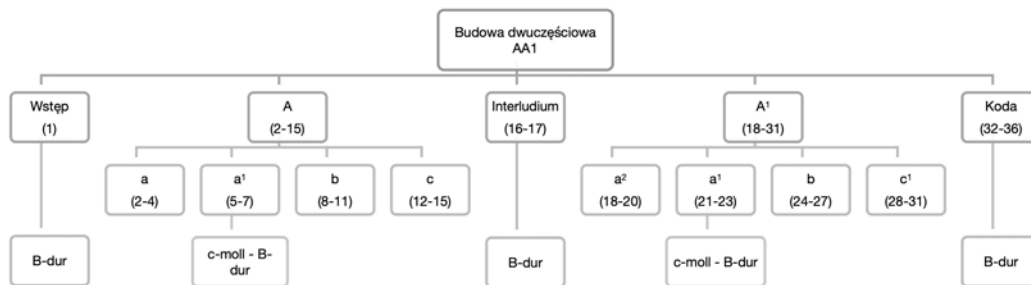 Budowa dwuczęściowa
AA1
Wstęp
(1)
A
(2-15)
Interludium
(16-17)
A¹
(18-31)
Koda
(32-36)
a
(2-4)
a¹
(5-7)
b
(8-11)
c
(12-15)
a²
(18-20)
a¹
(21-23)
b
(24-27)
c¹
(28-31)
B-dur
c-moll - B-
dur
B-dur
c-moll - B-dur
B-dur